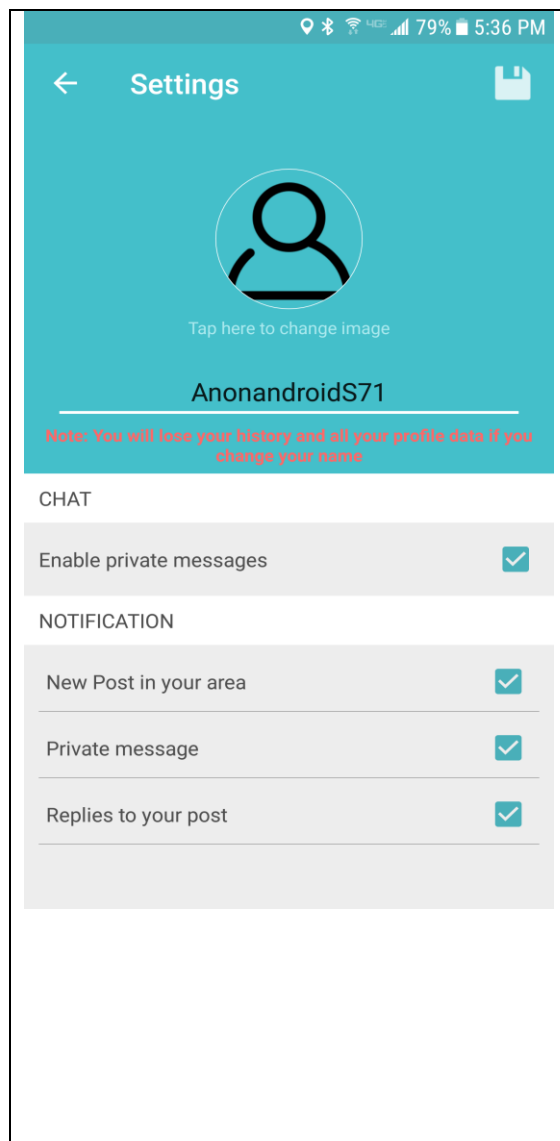 4G 79% 5:36 PM
Settings
Tap here to change image
AnonandroidS71
Note: You will lose your history and all your profile data if you
change your name
CHAT
Enable private messages
NOTIFICATION
New Post in your area
Private message
Replies to your post